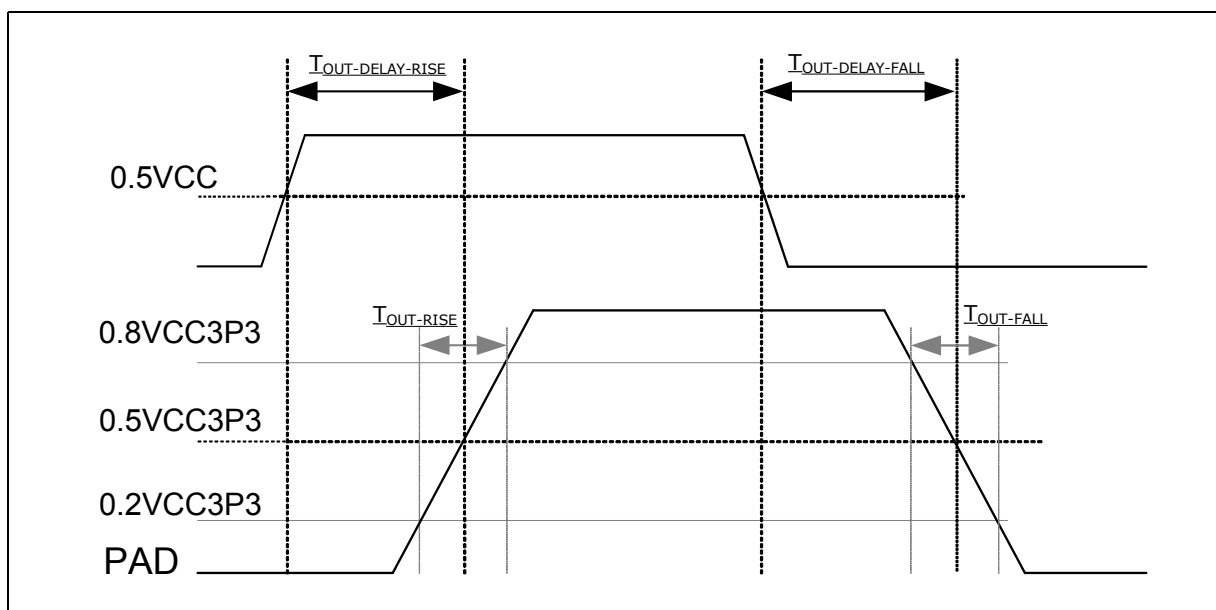 TOUT-DELAY-RISE
TOUT-DELAY-FALL
0.5VCC
TOUT-RISE
TOUT-FALL
0.8VCC3P3
0.5VCC3P3
0.2VCC3P3
PAD